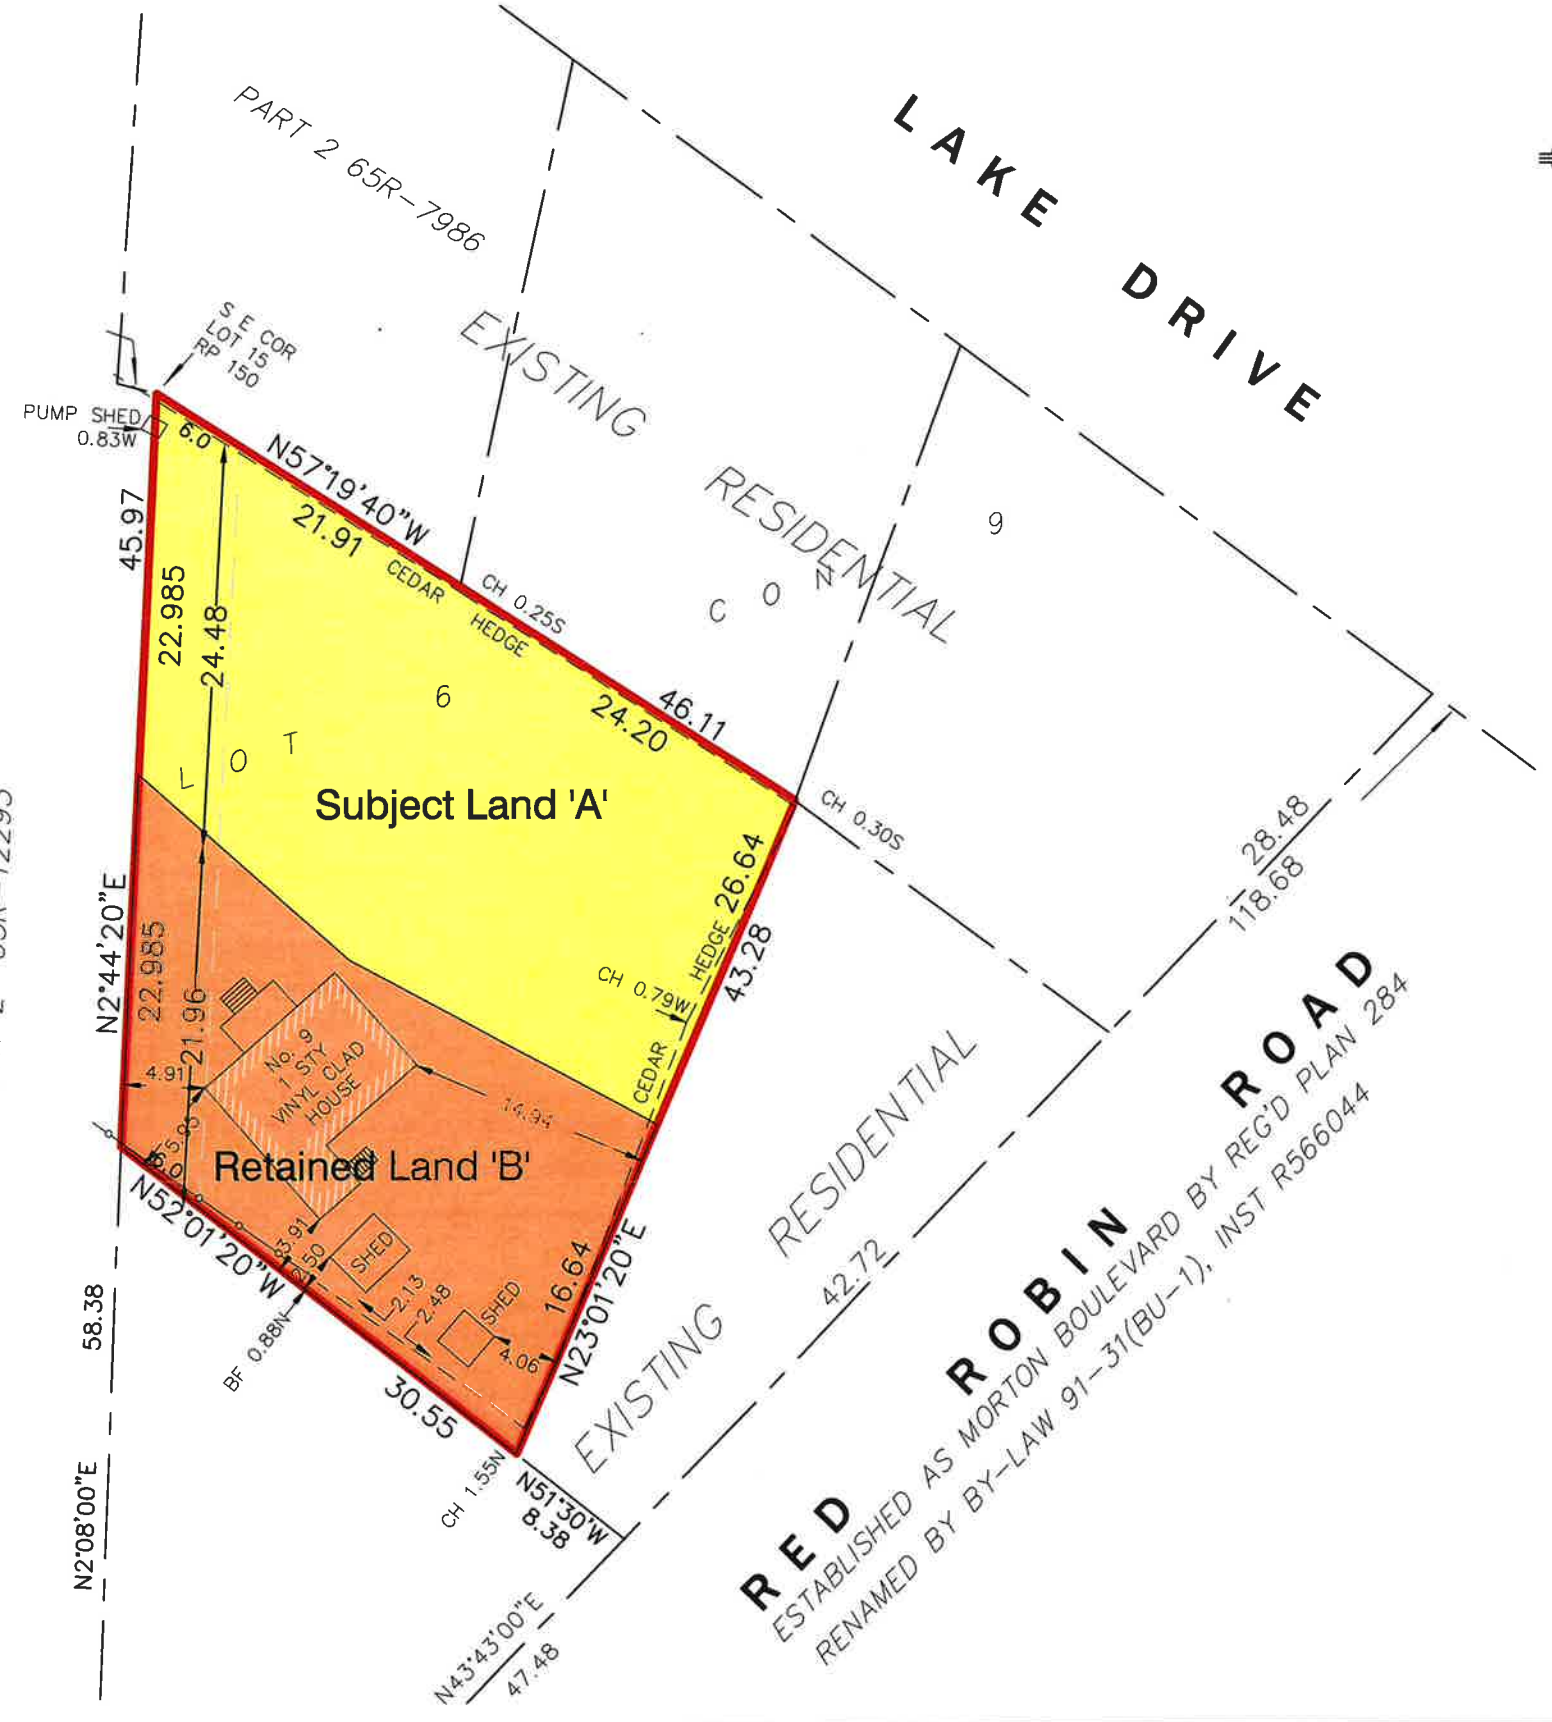 LAKE DRIVE
PART 2 65R-7986
S E COR
LOT 15
RP 150
PUMP SHED
0.83W
EXISTING RESIDENTIAL
CON 9
6.0
N57°19'40"W
21.91
CEDAR HEDGE
CH 0.25S
24.20
46.11
45.97
22.985
24.48
LOT 6
Subject Land 'A'
CH 0.30S
28.48
118.68
26.64
43.28
CEDAR HEDGE
CH 0.79W
N2°44'20"E
22.985
21.96
4.91
No. 9
1 STY
VINYL CLAD
HOUSE
14.94
6.0
Retained Land 'B'
N52°01'20"W
3.91
2.50
SHED
2.13
2.48
SHED
4.06
16.64
N23°01'20"E
BF 0.88N
30.55
CH 1.55N
58.38
N2°08'00"E
N51°30'W
8.38
EXISTING RESIDENTIAL
42.72
N43°43'00"E
47.48
RED ROBIN ROAD
ESTABLISHED AS MORTON BOULEVARD BY REG'D PLAN 284
RENAMED BY BY-LAW 91-31(BU-1), INST R566044